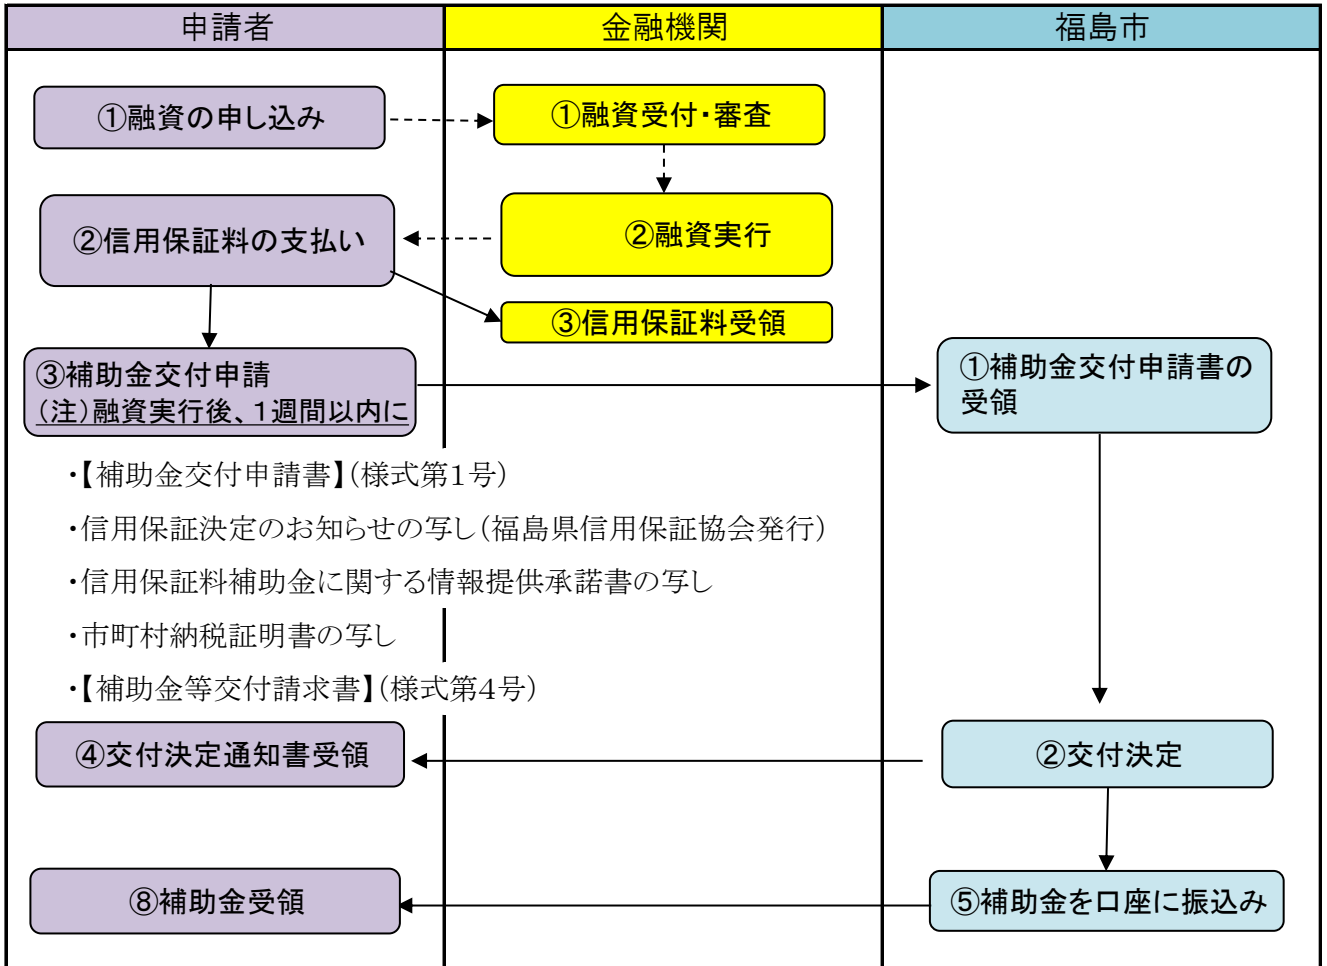 申請者
金融機関
福島市
①融資の申し込み
①融資受付・審査
②信用保証料の支払い
②融資実行
③信用保証料受領
③補助金交付申請
（注）融資実行後、１週間以内に
①補助金交付申請書の
受領
・【補助金交付申請書】（様式第１号）
・信用保証決定のお知らせの写し（福島県信用保証協会発行）
・信用保証料補助金に関する情報提供承諾書の写し
・市町村納税証明書の写し
・【補助金等交付請求書】（様式第４号）
④交付決定通知書受領
②交付決定
⑧補助金受領
⑤補助金を口座に振込み